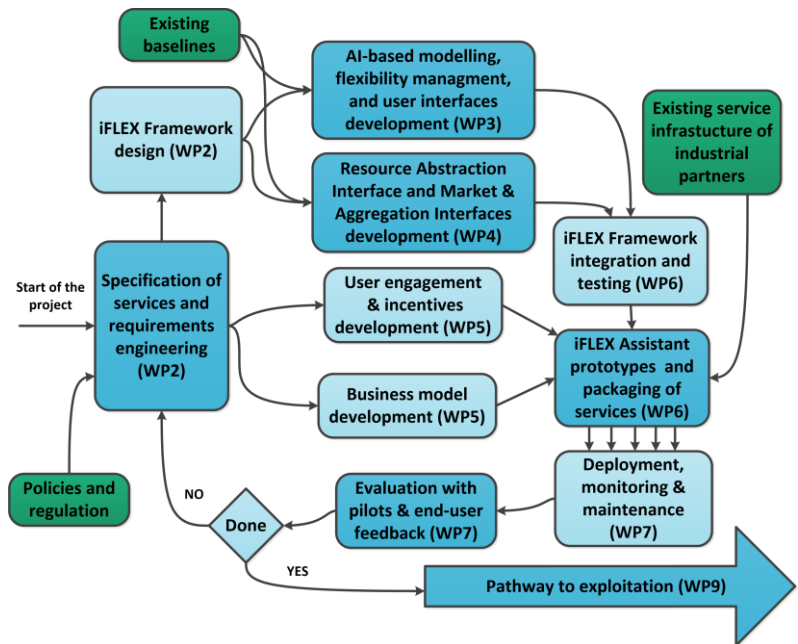 Existing
baselines
AI-based modelling,
flexibility managment,
and user interfaces
development (WP3)
Existing service
infrastucture of
industrial
partners
iFLEX Framework
design (WP2)
Resource Abstraction
Interface and Market &
Aggregation Interfaces
development (WP4)
iFLEX Framework
integration and
testing (WP6)
Start of the
project
Specification of
services and
requirements
engineering
(WP2)
User engagement
& incentives
development (WP5)
iFLEX Assistant
prototypes and
packaging of
services (WP6)
Business model
development (WP5)
Policies and
regulation
NO
Done
Evaluation with
pilots & end-user
feedback (WP7)
Deployment,
monitoring &
maintenance
(WP7)
YES
Pathway to exploitation (WP9)